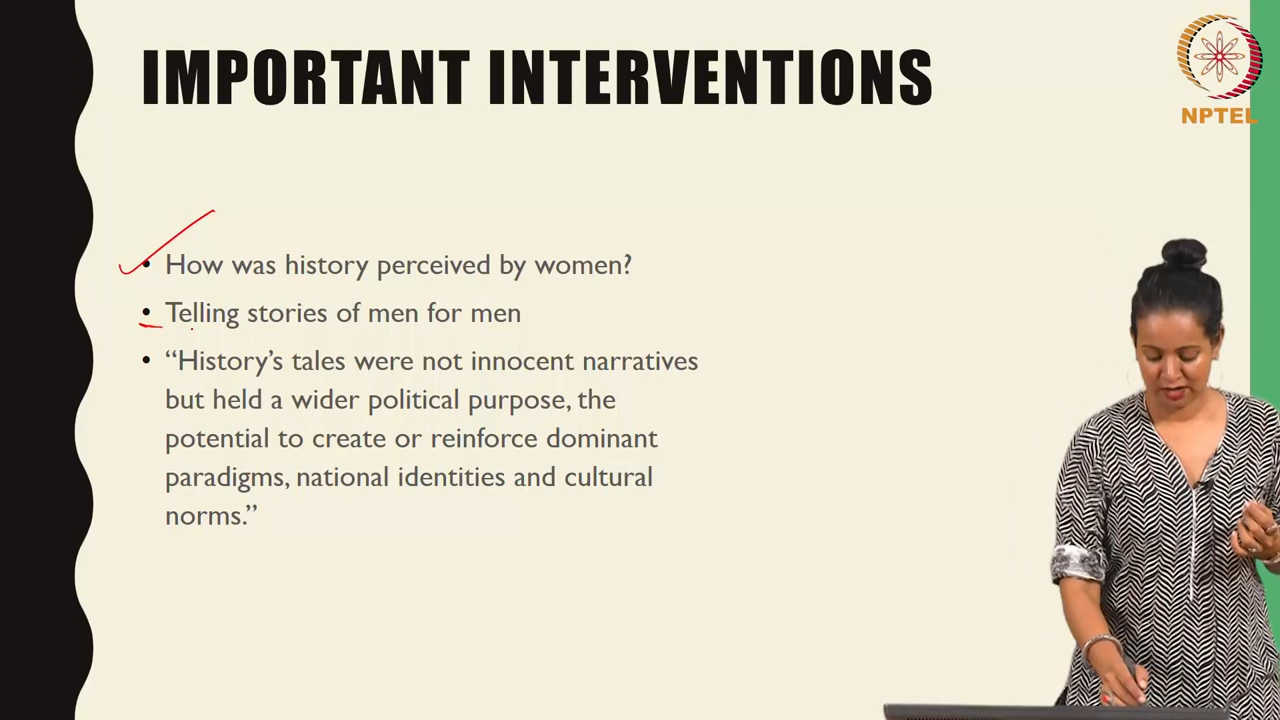 IMPORTANT INTERVENTIONS
NPTEL
• How was history perceived by women?
• Telling stories of men for men
• “History’s tales were not innocent narratives
but held a wider political purpose, the
potential to create or reinforce dominant
paradigms, national identities and cultural
norms.”